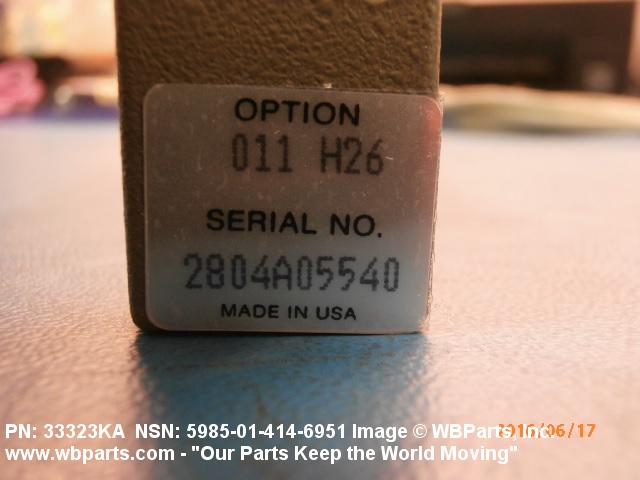 OPTION
011 H26
SERIAL NO.
2804A05540
MADE IN USA
PN: 33323KA NSN: 5985-01-414-6951 Image © WBParts, Inc.
www.wbparts.com - "Our Parts Keep the World Moving"